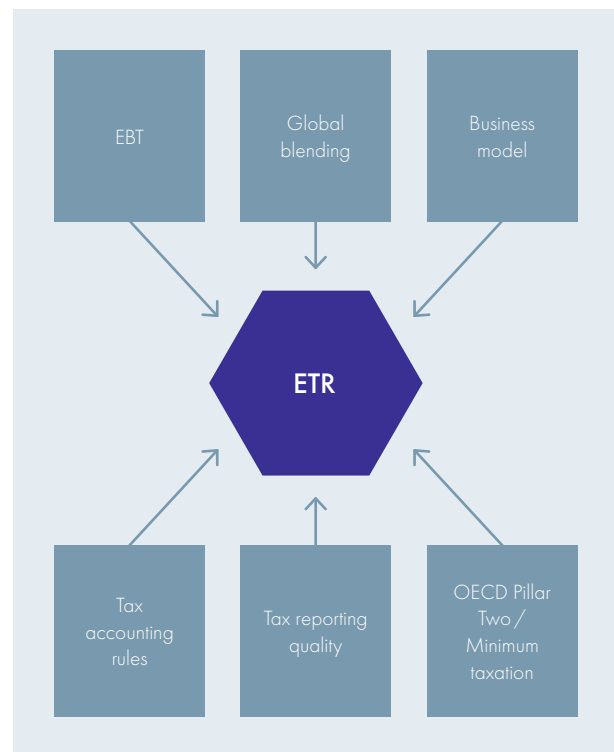 EBT
Global
blending
Business
model
ETR
Tax
accounting
rules
Tax reporting
quality
OECD Pillar
Two /
Minimum
taxation